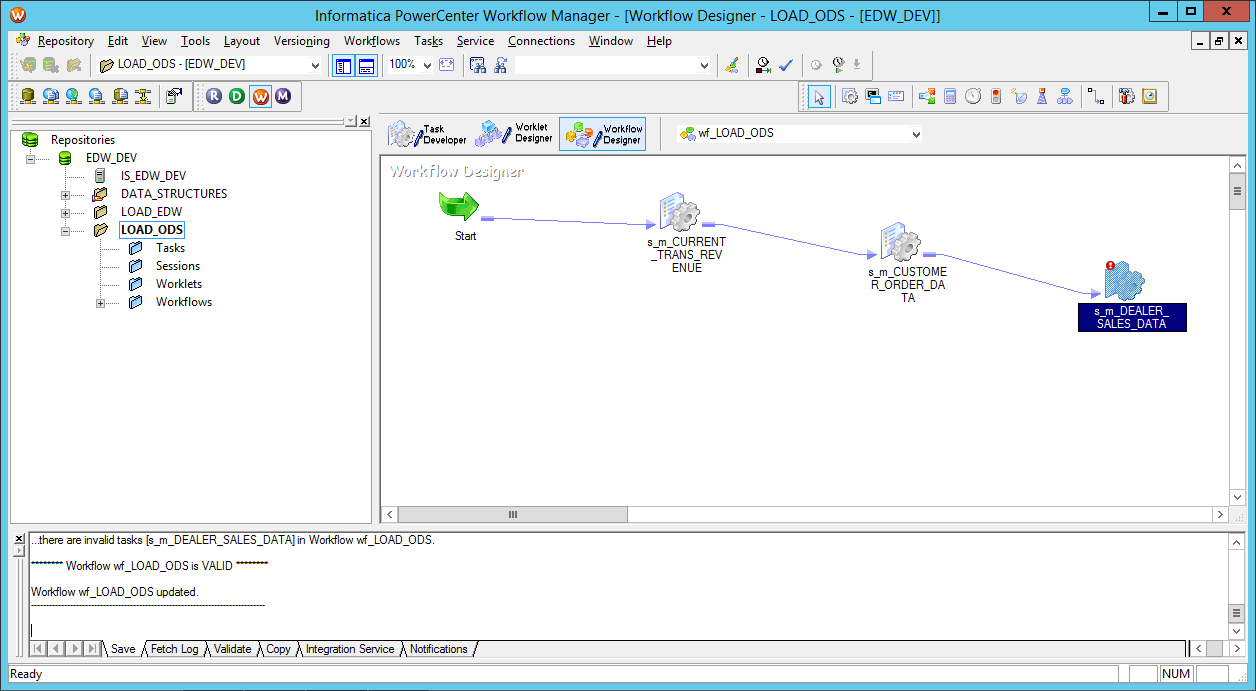 Informatica PowerCenter Workflow Manager - [Workflow Designer - LOAD_ODS - [EDW_DEV]]
Repository Edit View Tools Layout Versioning Workflows Tasks Service Connections Window Help
LOAD_ODS - [EDW_DEV]
100%
R D W M
Task Developer
Worklet Designer
Workflow Designer
wf_LOAD_ODS
Repositories
EDW_DEV
IS_EDW_DEV
DATA_STRUCTURES
LOAD_EDW
LOAD_ODS
Tasks
Sessions
Worklets
Workflows
Workflow Designer
Start
s_m_CURRENT
_TRANS_REV
ENUE
s_m_CUSTOME
R_ORDER_DA
TA
s_m_DEALER_
SALES_DATA
...there are invalid tasks [s_m_DEALER_SALES_DATA] in Workflow wf_LOAD_ODS.
******** Workflow wf_LOAD_ODS is VALID ********
Workflow wf_LOAD_ODS updated.
Save Fetch Log Validate Copy Integration Service Notifications
Ready
NUM